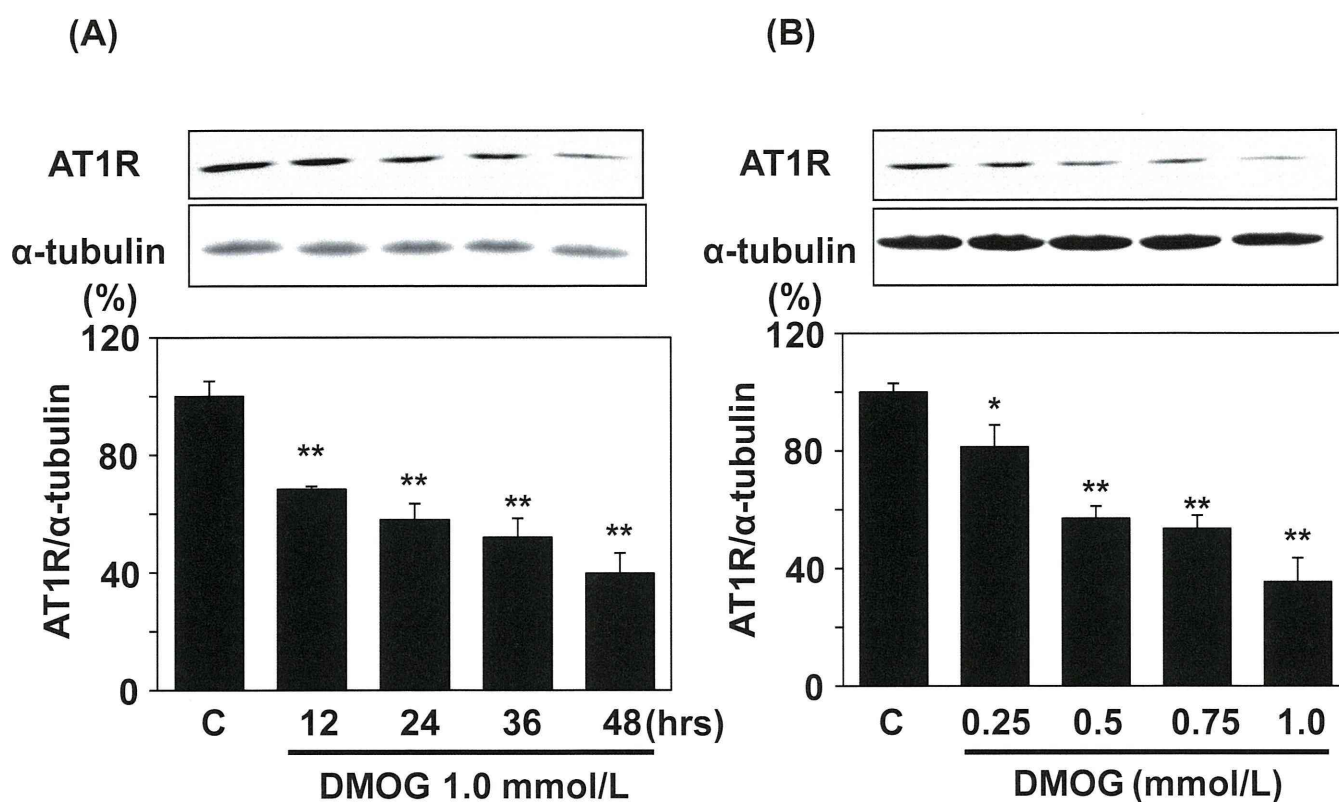 (A)
AT1R
α-tubulin
(%)
120
80
40
0
AT1R/α-tubulin
**
**
**
**
C 12 24 36 48(hrs)
DMOG 1.0 mmol/L
(B)
AT1R
α-tubulin
(%)
120
80
40
0
AT1R/α-tubulin
*
**
**
**
C 0.25 0.5 0.75 1.0
DMOG (mmol/L)